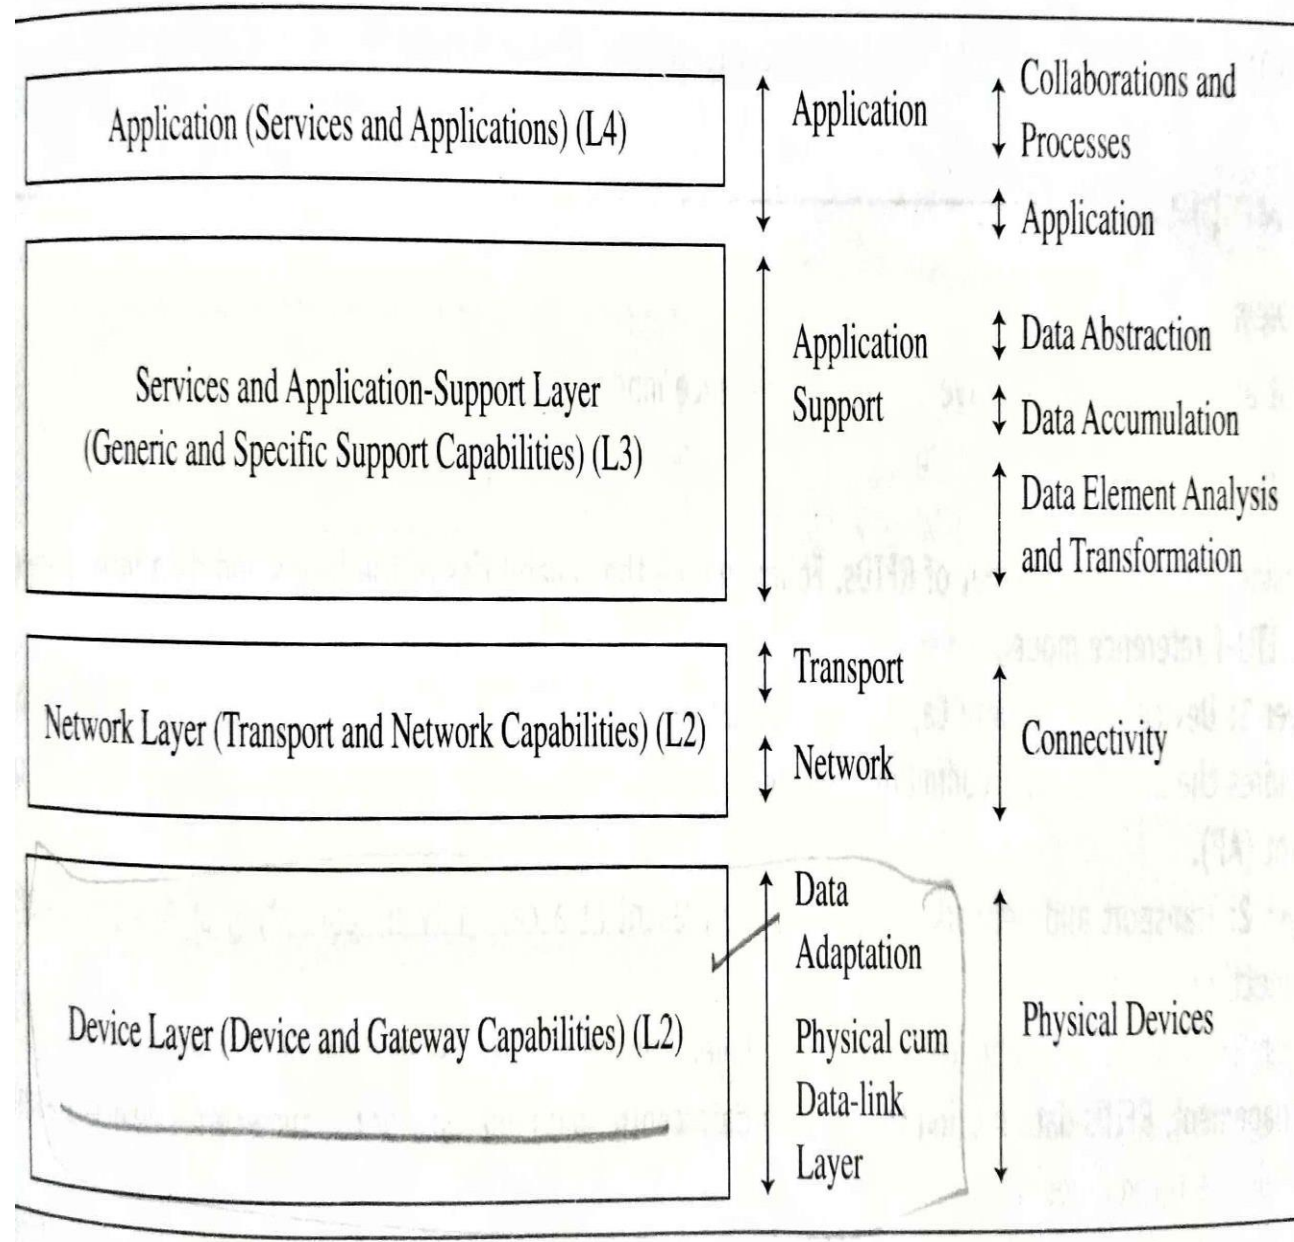 Application (Services and Applications) (L4)
Application
Collaborations and
Processes
Application
Services and Application-Support Layer
(Generic and Specific Support Capabilities) (L3)
Application
Support
Data Abstraction
Data Accumulation
Data Element Analysis
and Transformation
Network Layer (Transport and Network Capabilities) (L2)
Transport
Network
Connectivity
Device Layer (Device and Gateway Capabilities) (L2)
Data
Adaptation
Physical cum
Data-link
Layer
Physical Devices